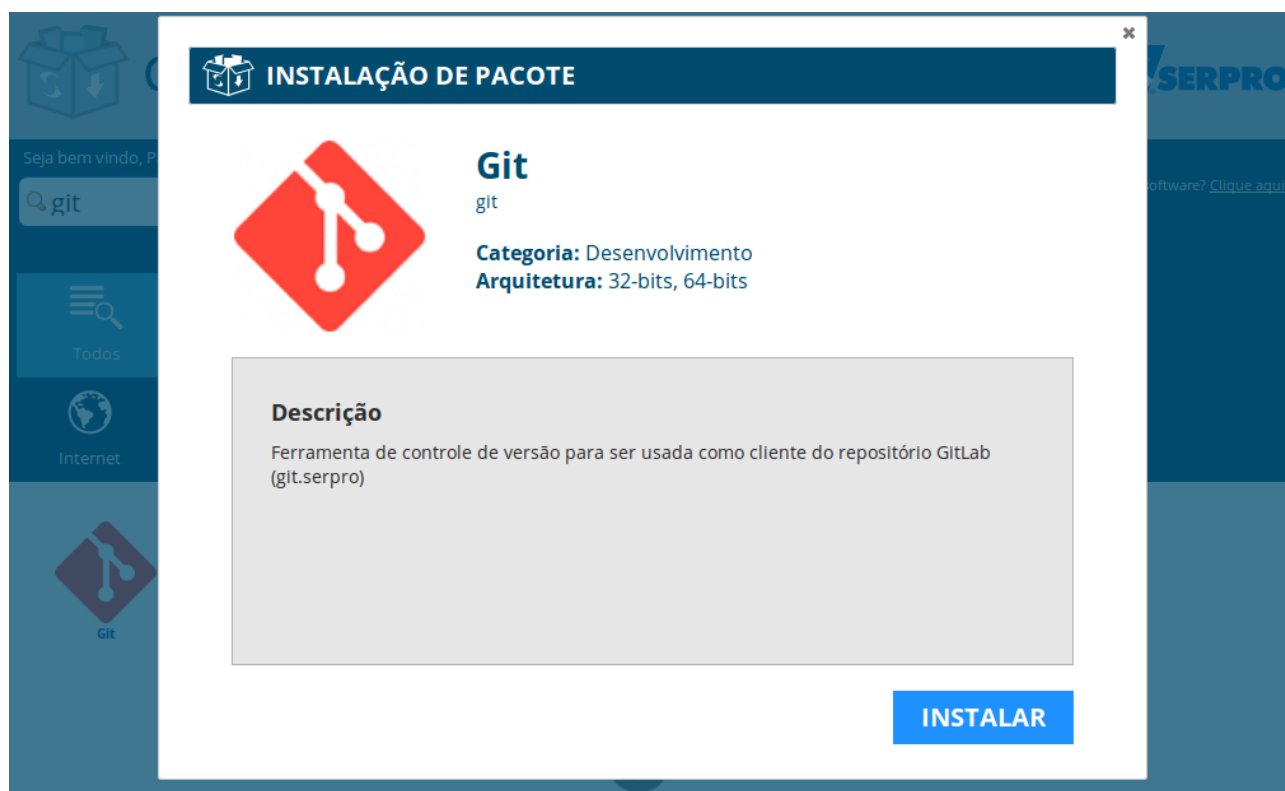 INSTALAÇÃO DE PACOTE
SERPRO
Seja bem vindo, P
git
oftware? Clique aqui
Todos
Internet
Git
Git
git
Categoria: Desenvolvimento
Arquitetura: 32-bits, 64-bits
Descrição
Ferramenta de controle de versão para ser usada como cliente do repositório GitLab
(git.serpro)
INSTALAR